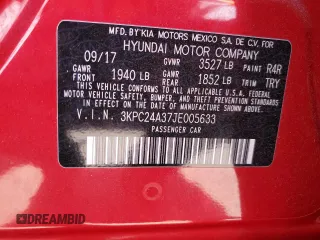 MFD. BY KIA MOTORS MEXICO S.A DE C.V. FOR
HYUNDAI MOTOR COMPANY
09/17 GVWR 3527 LB PAINT R4R
GAWR FRONT 1940 LB GAWR REAR 1852 LB TRIM TRY
THIS VEHICLE CONFORMS TO ALL APPLICABLE
FEDERAL MOTOR VEHICLE SAFETY, BUMPER,
AND THEFT PREVENTION STANDARDS IN EFFECT ON
THE DATE OF MANUFACTURE SHOWN ABOVE.
V.I.N. 3KPC24A37JE005633
PASSENGER CAR
DREAMBID